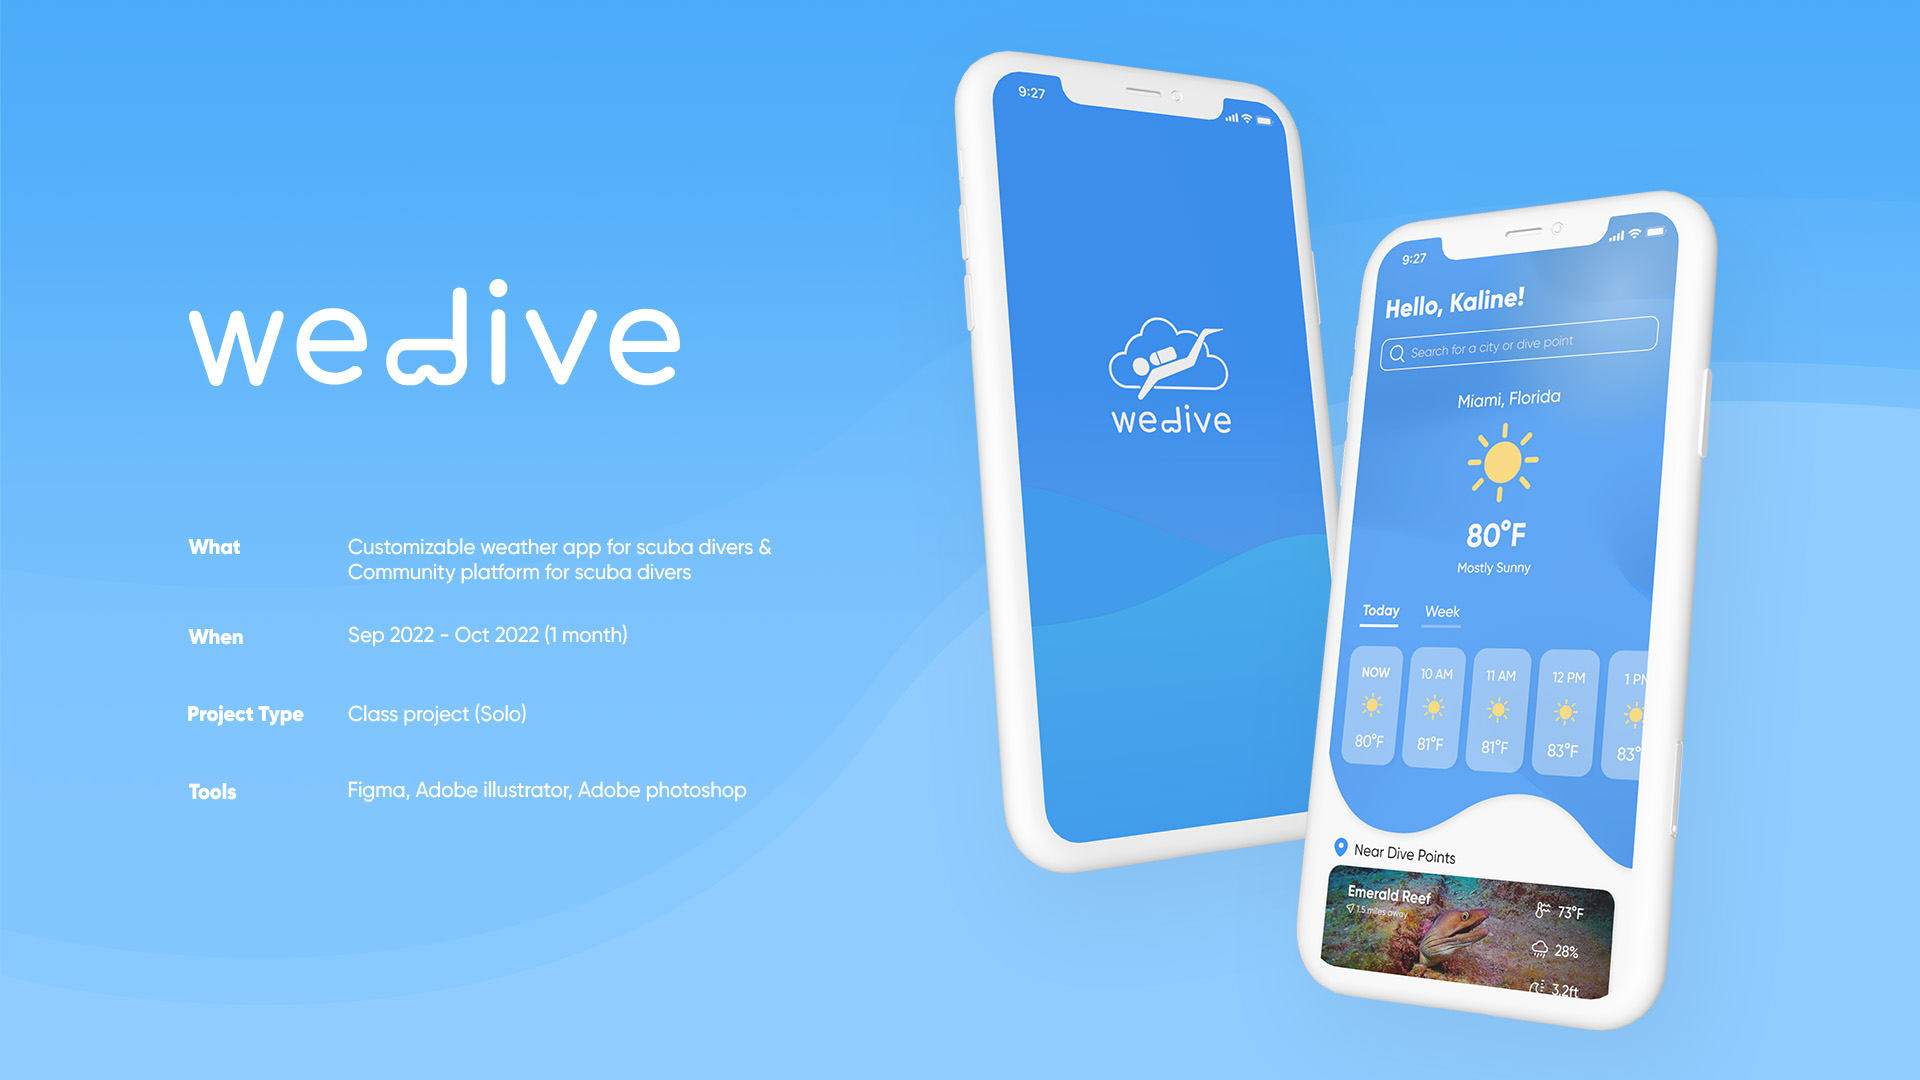 wedive
What
Customizable weather app for scuba divers &
Community platform for scuba divers
When
Sep 2022 - Oct 2022 (1 month)
Project Type
Class project (Solo)
Tools
Figma, Adobe illustrator, Adobe photoshop
9:27
wedive
9:27
Hello, Kaline!
Search for a city or dive point
Miami, Florida
80°F
Mostly Sunny
Today Week
NOW 10 AM 11 AM 12 PM 1 PM
80°F 81°F 81°F 83°F 83°
Near Dive Points
Emerald Reef
1.5 miles away
73°F
28%
3.2ft